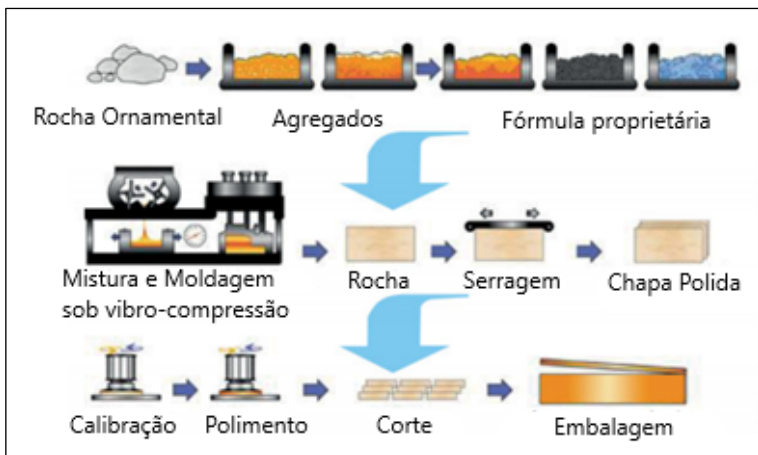 Rocha Ornamental
Agregados
Fórmula proprietária
Mistura e Moldagem
sob vibro-compressão
Rocha
Serragem
Chapa Polida
Calibração
Polimento
Corte
Embalagem